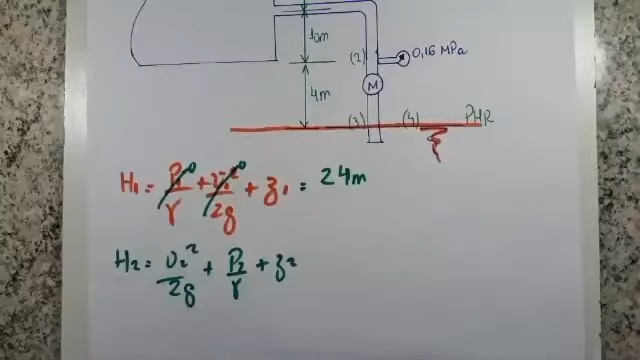 10m
(2) 0,16 MPa
M
4m
(3) (4) PHR
H1 = P1/γ + v1²/2g + z1 = 24m
H2 = v2²/2g + P2/γ + z2